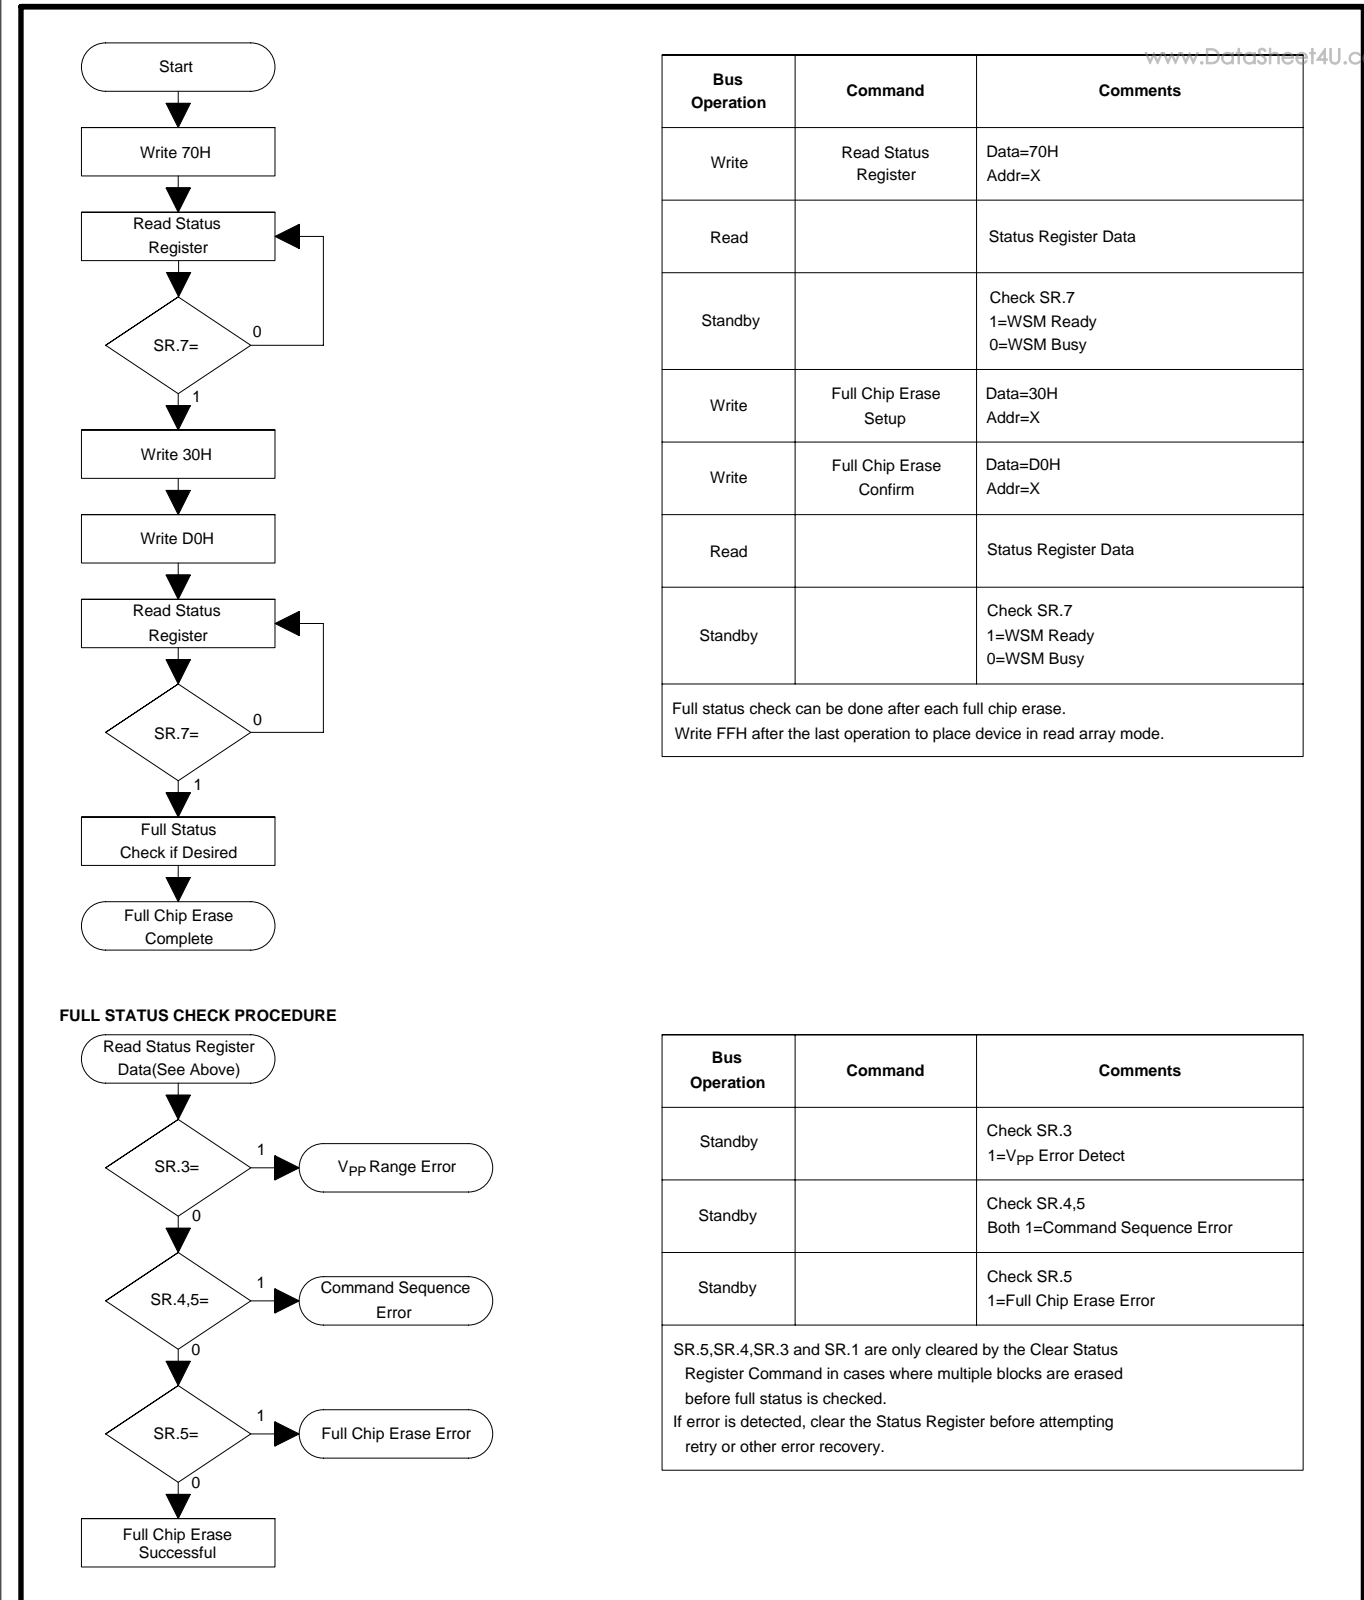 www.DataSheet4U.c
Start
Write 70H
Read Status
Register
SR.7=
0
1
Write 30H
Write D0H
Read Status
Register
SR.7=
0
1
Full Status
Check if Desired
Full Chip Erase
Complete
Bus
Operation
Command
Comments
Write
Read Status
Register
Data=70H
Addr=X
Read
Status Register Data
Standby
Check SR.7
1=WSM Ready
0=WSM Busy
Write
Full Chip Erase
Setup
Data=30H
Addr=X
Write
Full Chip Erase
Confirm
Data=D0H
Addr=X
Read
Status Register Data
Standby
Check SR.7
1=WSM Ready
0=WSM Busy
Full status check can be done after each full chip erase.
Write FFH after the last operation to place device in read array mode.
FULL STATUS CHECK PROCEDURE
Read Status Register
Data(See Above)
SR.3=
1
VPP Range Error
0
SR.4,5=
1
Command Sequence
Error
0
SR.5=
1
Full Chip Erase Error
0
Full Chip Erase
Successful
Bus
Operation
Command
Comments
Standby
Check SR.3
1=VPP Error Detect
Standby
Check SR.4,5
Both 1=Command Sequence Error
Standby
Check SR.5
1=Full Chip Erase Error
SR.5,SR.4,SR.3 and SR.1 are only cleared by the Clear Status
Register Command in cases where multiple blocks are erased
before full status is checked.
If error is detected, clear the Status Register before attempting
retry or other error recovery.